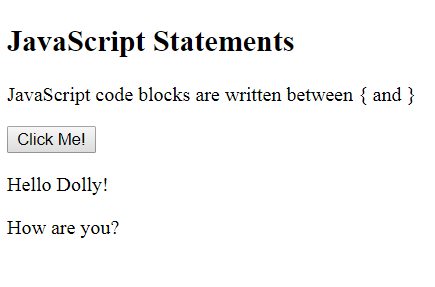 JavaScript Statements
JavaScript code blocks are written between { and }
Click Me!
Hello Dolly!
How are you?